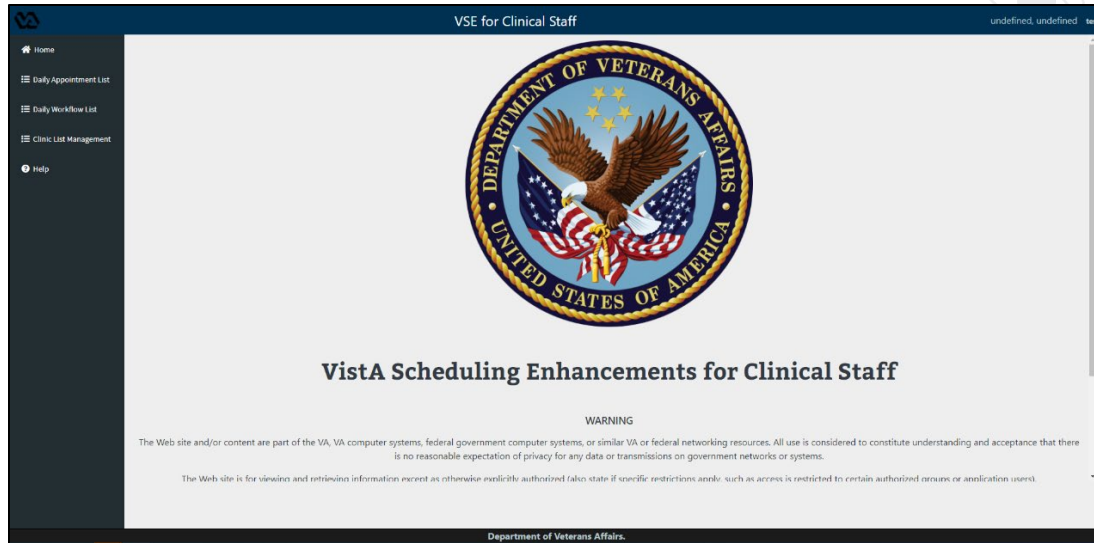 VA
VSE for Clinical Staff
undefined, undefined
Home
Daily Appointment List
Daily Workflow List
Clinic List Management
Help
DEPARTMENT OF VETERANS AFFAIRS
UNITED STATES OF AMERICA
VistA Scheduling Enhancements for Clinical Staff
WARNING
The Web site and/or content are part of the VA, VA computer systems, federal government computer systems, or similar VA or federal networking resources. All use is considered to constitute understanding and acceptance that there
is no reasonable expectation of privacy for any data or transmissions on government networks or systems.
The Web site is for viewing and retrieving information except as otherwise explicitly authorized (also state if specific restrictions apply, such as access is restricted to certain authorized groups or application users).
Department of Veterans Affairs.